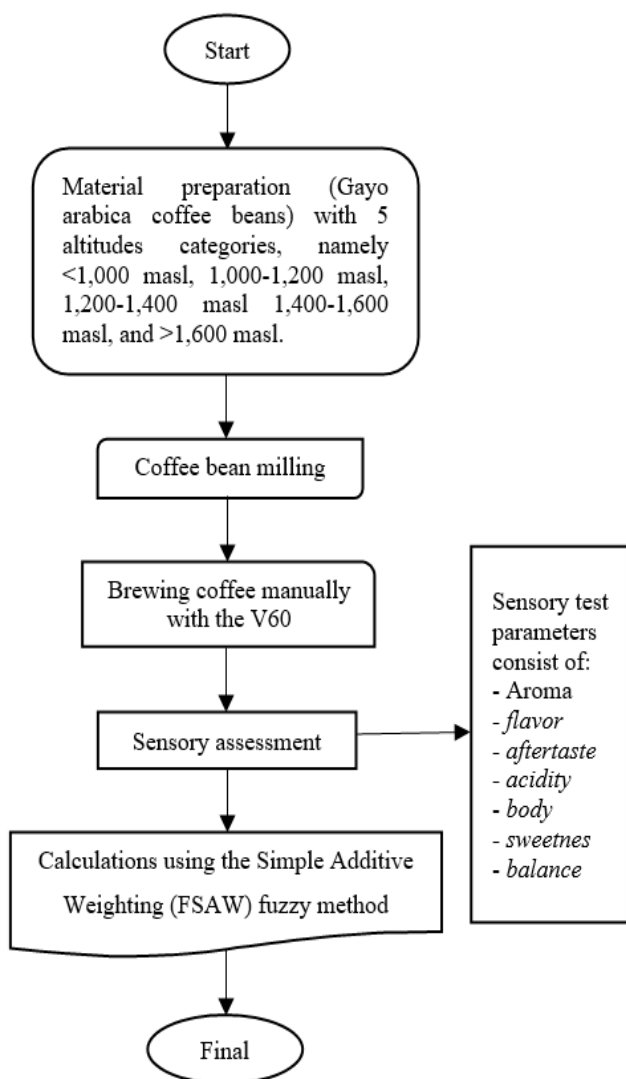 Start
Material preparation (Gayo
arabica coffee beans) with 5
altitudes categories, namely
<1,000 masl, 1,000-1,200 masl,
1,200-1,400 masl 1,400-1,600
masl, and >1,600 masl.
Coffee bean milling
Brewing coffee manually
with the V60
Sensory assessment
Sensory test
parameters
consist of:
- Aroma
- flavor
- aftaste
- acidity
- body
- sweetnes
- balance
Calculations using the Simple Additive
Weighting (FSAW) fuzzy method
Final